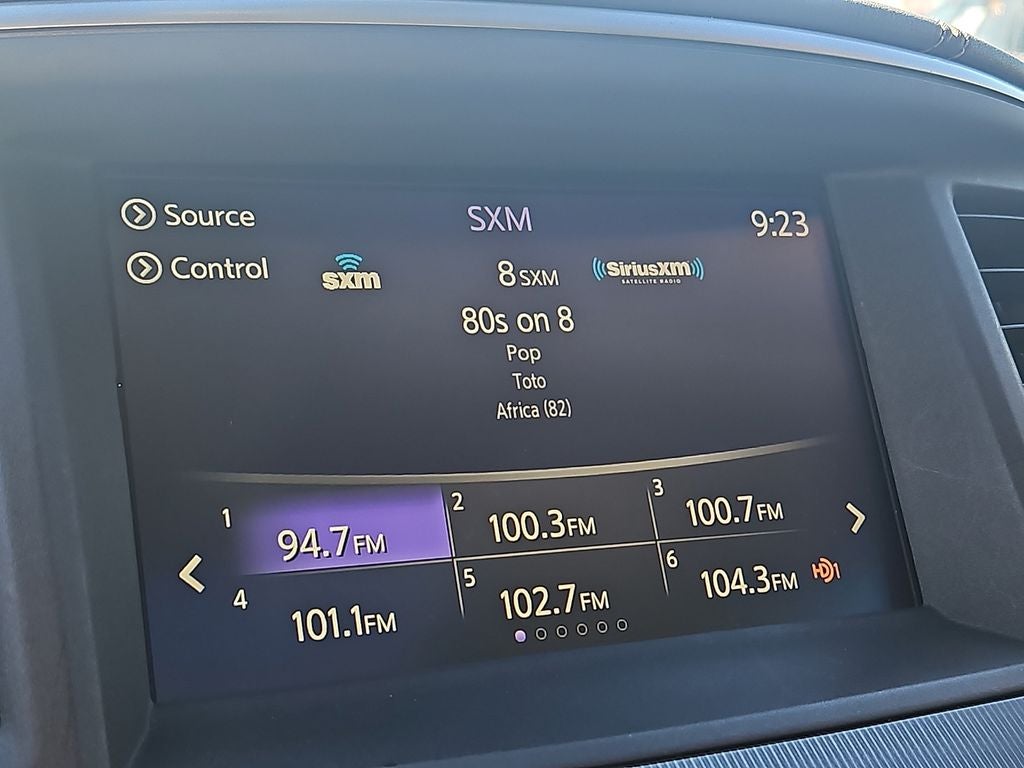 Source
SXM
9:23
Control
sxm
8 SXM
SiriusXM
SATELLITE RADIO
80s on 8
Pop
Toto
Africa (82)
1
94.7FM
2
100.3FM
3
100.7FM
4
101.1FM
5
102.7FM
6
104.3FM
HD1